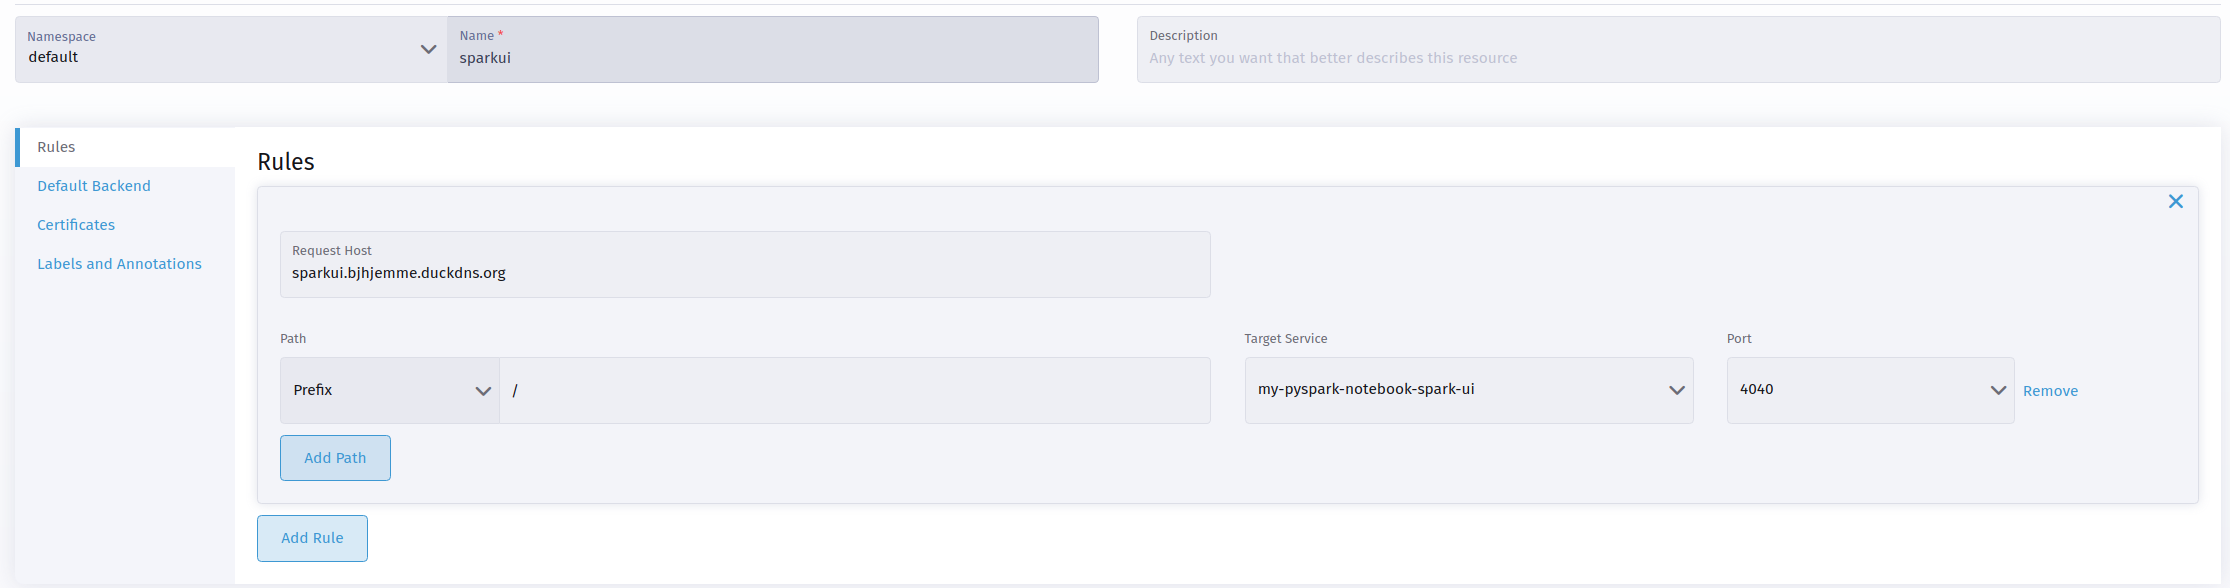 Namespace
default
Name *
sparkui
Description
Any text you want that better describes this resource
Rules
Default Backend
Certificates
Labels and Annotations
Rules
Request Host
sparkui.bjhjemme.duckdns.org
Path
Target Service
Port
Prefix
/
my-pyspark-notebook-spark-ui
4040
Remove
Add Path
Add Rule